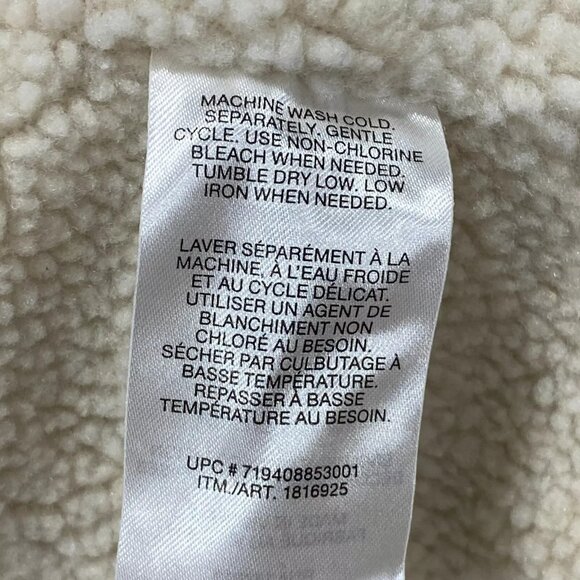 MACHINE WASH COLD.
SEPARATELY, GENTLE
CYCLE. USE NON-CHLORINE
BLEACH WHEN NEEDED.
TUMBLE DRY LOW. LOW
IRON WHEN NEEDED.
LAVER SÉPARÉMENT À LA
MACHINE, À L'EAU FROIDE
ET AU CYCLE DÉLICAT.
UTILISER UN AGENT DE
BLANCHIMENT NON
CHLORÉ AU BESOIN.
SÉCHER PAR CULBUTAGE À
BASSE TEMPÉRATURE.
REPASSER À BASSE
TEMPÉRATURE AU BESOIN.
UPC # 719408853001
ITM./ART. 1816925